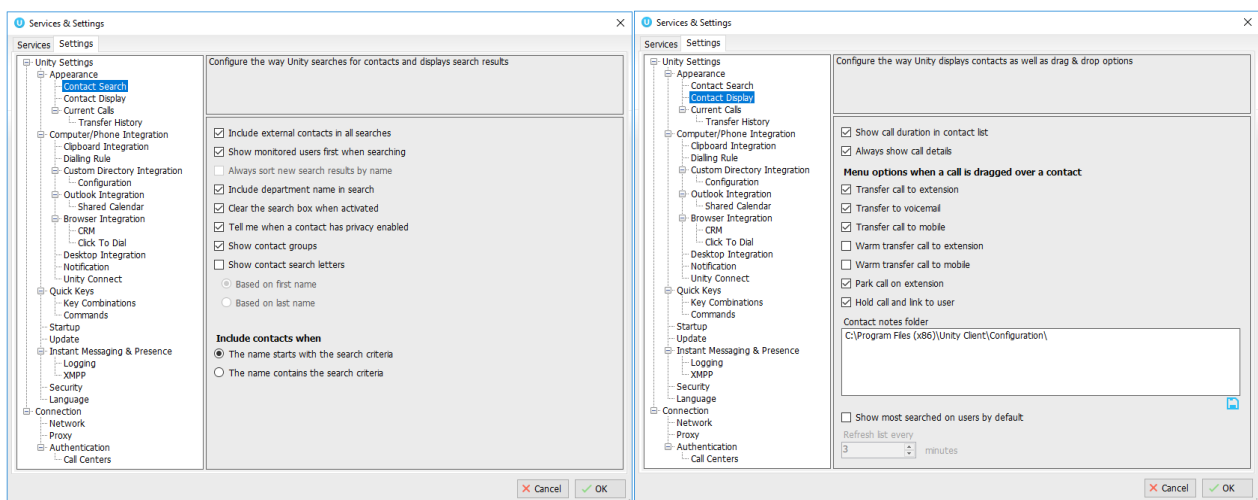 Services & Settings
Services Settings
Unity Settings
Appearance
Contact Search
Contact Display
Current Calls
Transfer History
Computer/Phone Integration
Clipboard Integration
Dialling Rule
Custom Directory Integration
Configuration
Outlook Integration
Shared Calendar
Browser Integration
CRM
Click To Dial
Desktop Integration
Notification
Unity Connect
Quick Keys
Key Combinations
Commands
Startup
Update
Instant Messaging & Presence
Logging
XMPP
Security
Language
Connection
Network
Proxy
Authentication
Call Centers
Configure the way Unity searches for contacts and displays search results
Include external contacts in all searches
Show monitored users first when searching
Always sort new search results by name
Include department name in search
Clear the search box when activated
Tell me when a contact has privacy enabled
Show contact groups
Show contact search letters
Based on first name
Based on last name
Include contacts when
The name starts with the search criteria
The name contains the search criteria
Cancel OK
Services & Settings
Services Settings
Unity Settings
Appearance
Contact Search
Contact Display
Current Calls
Transfer History
Computer/Phone Integration
Clipboard Integration
Dialling Rule
Custom Directory Integration
Configuration
Outlook Integration
Shared Calendar
Browser Integration
CRM
Click To Dial
Desktop Integration
Notification
Unity Connect
Quick Keys
Key Combinations
Commands
Startup
Update
Instant Messaging & Presence
Logging
XMPP
Security
Language
Connection
Network
Proxy
Authentication
Call Centers
Configure the way Unity displays contacts as well as drag & drop options
Show call duration in contact list
Always show call details
Menu options when a call is dragged over a contact
Transfer call to extension
Transfer to voicemail
Transfer call to mobile
Warm transfer call to extension
Warm transfer call to mobile
Park call on extension
Hold call and link to user
Contact notes folder
C:\Program Files (x86)\Unity Client\Configuration\
Show most searched on users by default
Refresh list every
3 minutes
Cancel OK